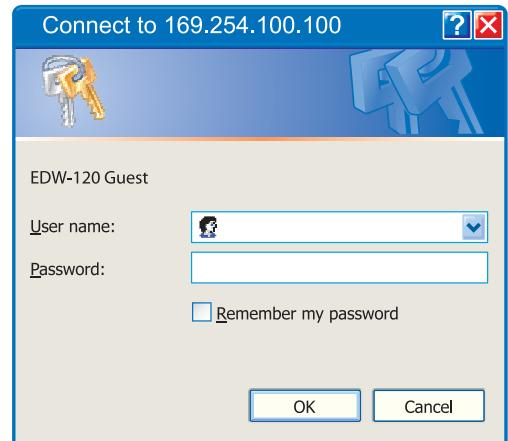 Connect to 169.254.100.100
EDW-120 Guest
User name:
Password:
Remember my password
OK Cancel